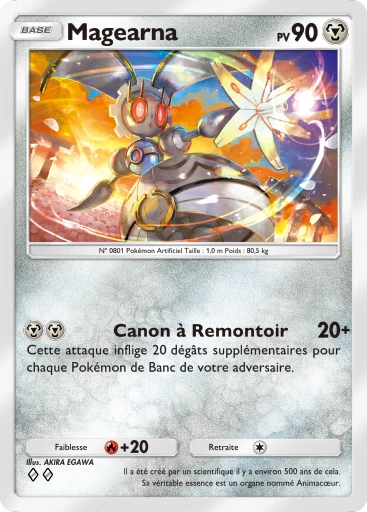 BASE Magearna PV 90
N° 0801 Pokémon Artificiel Taille : 1,0 m Poids : 80,5 kg
Canon à Remontoir 20+
Cette attaque inflige 20 dégâts supplémentaires pour
chaque Pokémon de Banc de votre adversaire.
Faiblesse +20 Retraite
Illus. AKIRA EGAWA
Il a été créé par un scientifique il y a environ 500 ans de cela.
Sa véritable essence est un organe nommé Animacœur.